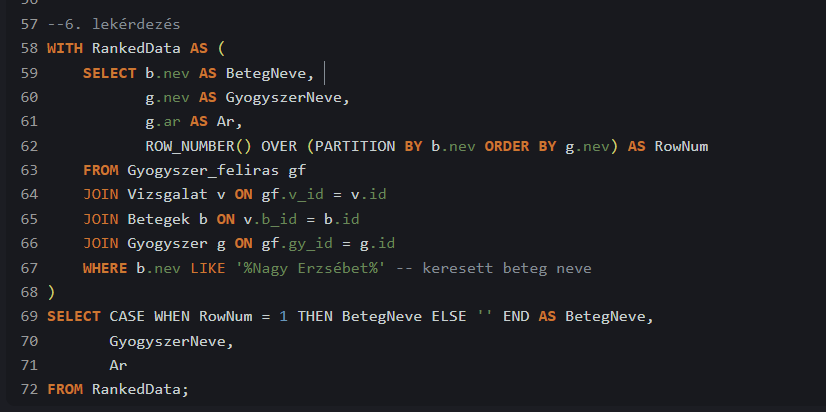 57 --6. lekérdezés
58 WITH RankedData AS (
59     SELECT b.nev AS BetegNeve,
60            g.nev AS GyogyszerNeve,
61            g.ar AS Ar,
62            ROW_NUMBER() OVER (PARTITION BY b.nev ORDER BY g.nev) AS RowNum
63     FROM Gyogyszer_feliras gf
64     JOIN Vizsgalat v ON gf.v_id = v.id
65     JOIN Betegek b ON v.b_id = b.id
66     JOIN Gyogyszer g ON gf.gy_id = g.id
67     WHERE b.nev LIKE '%Nagy Erzsébet%' -- keresett beteg neve
68 )
69 SELECT CASE WHEN RowNum = 1 THEN BetegNeve ELSE '' END AS BetegNeve,
70        GyogyszerNeve,
71        Ar
72 FROM RankedData;